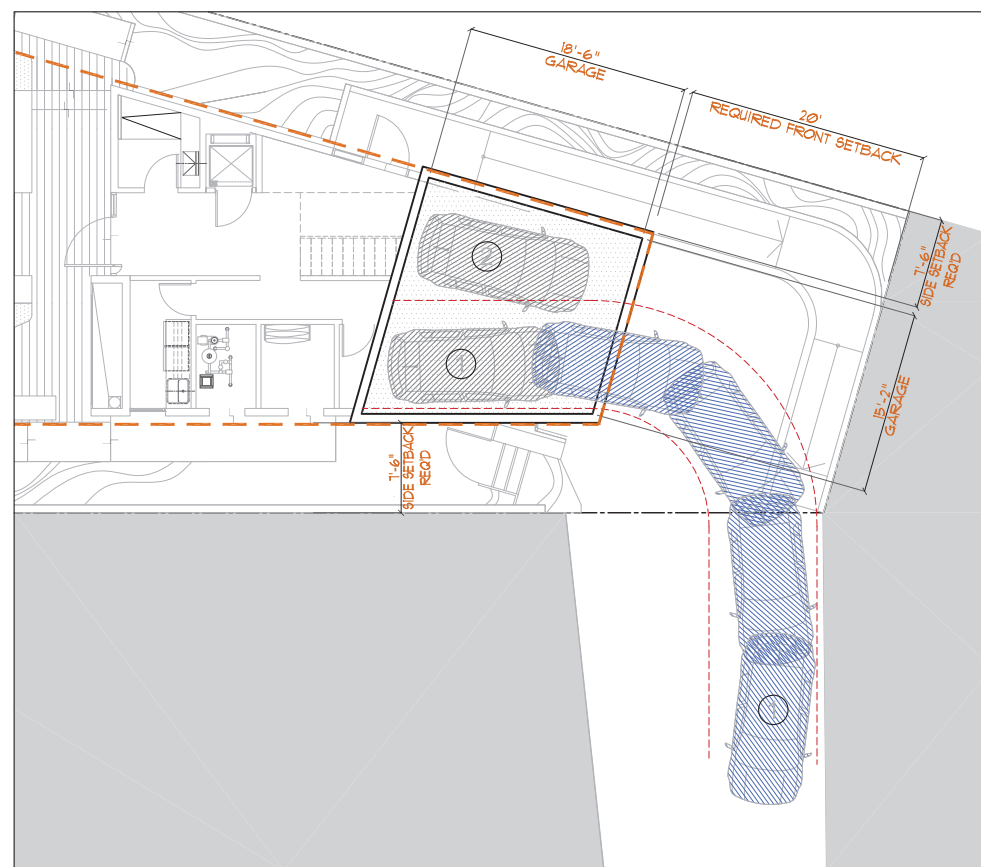 18'-6"
GARAGE
20'
REQUIRED FRONT SETBACK
7'-6"
SIDE SETBACK
REQ'D
15'-2"
GARAGE
7'-6"
SIDE SETBACK
REQ'D